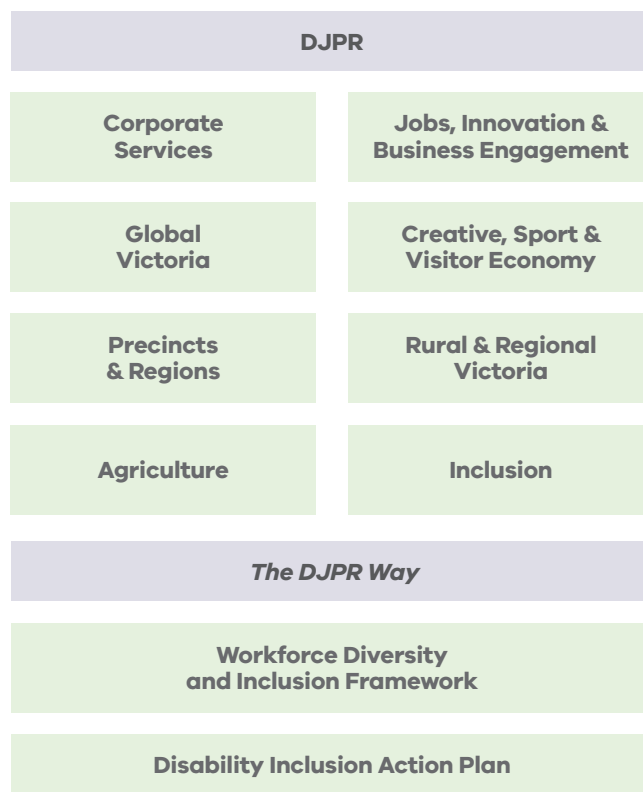 DJPR
Corporate
Services
Jobs, Innovation &
Business Engagement
Global
Victoria
Creative, Sport &
Visitor Economy
Precincts
& Regions
Rural & Regional
Victoria
Agriculture
Inclusion
The DJPR Way
Workforce Diversity
and Inclusion Framework
Disability Inclusion Action Plan